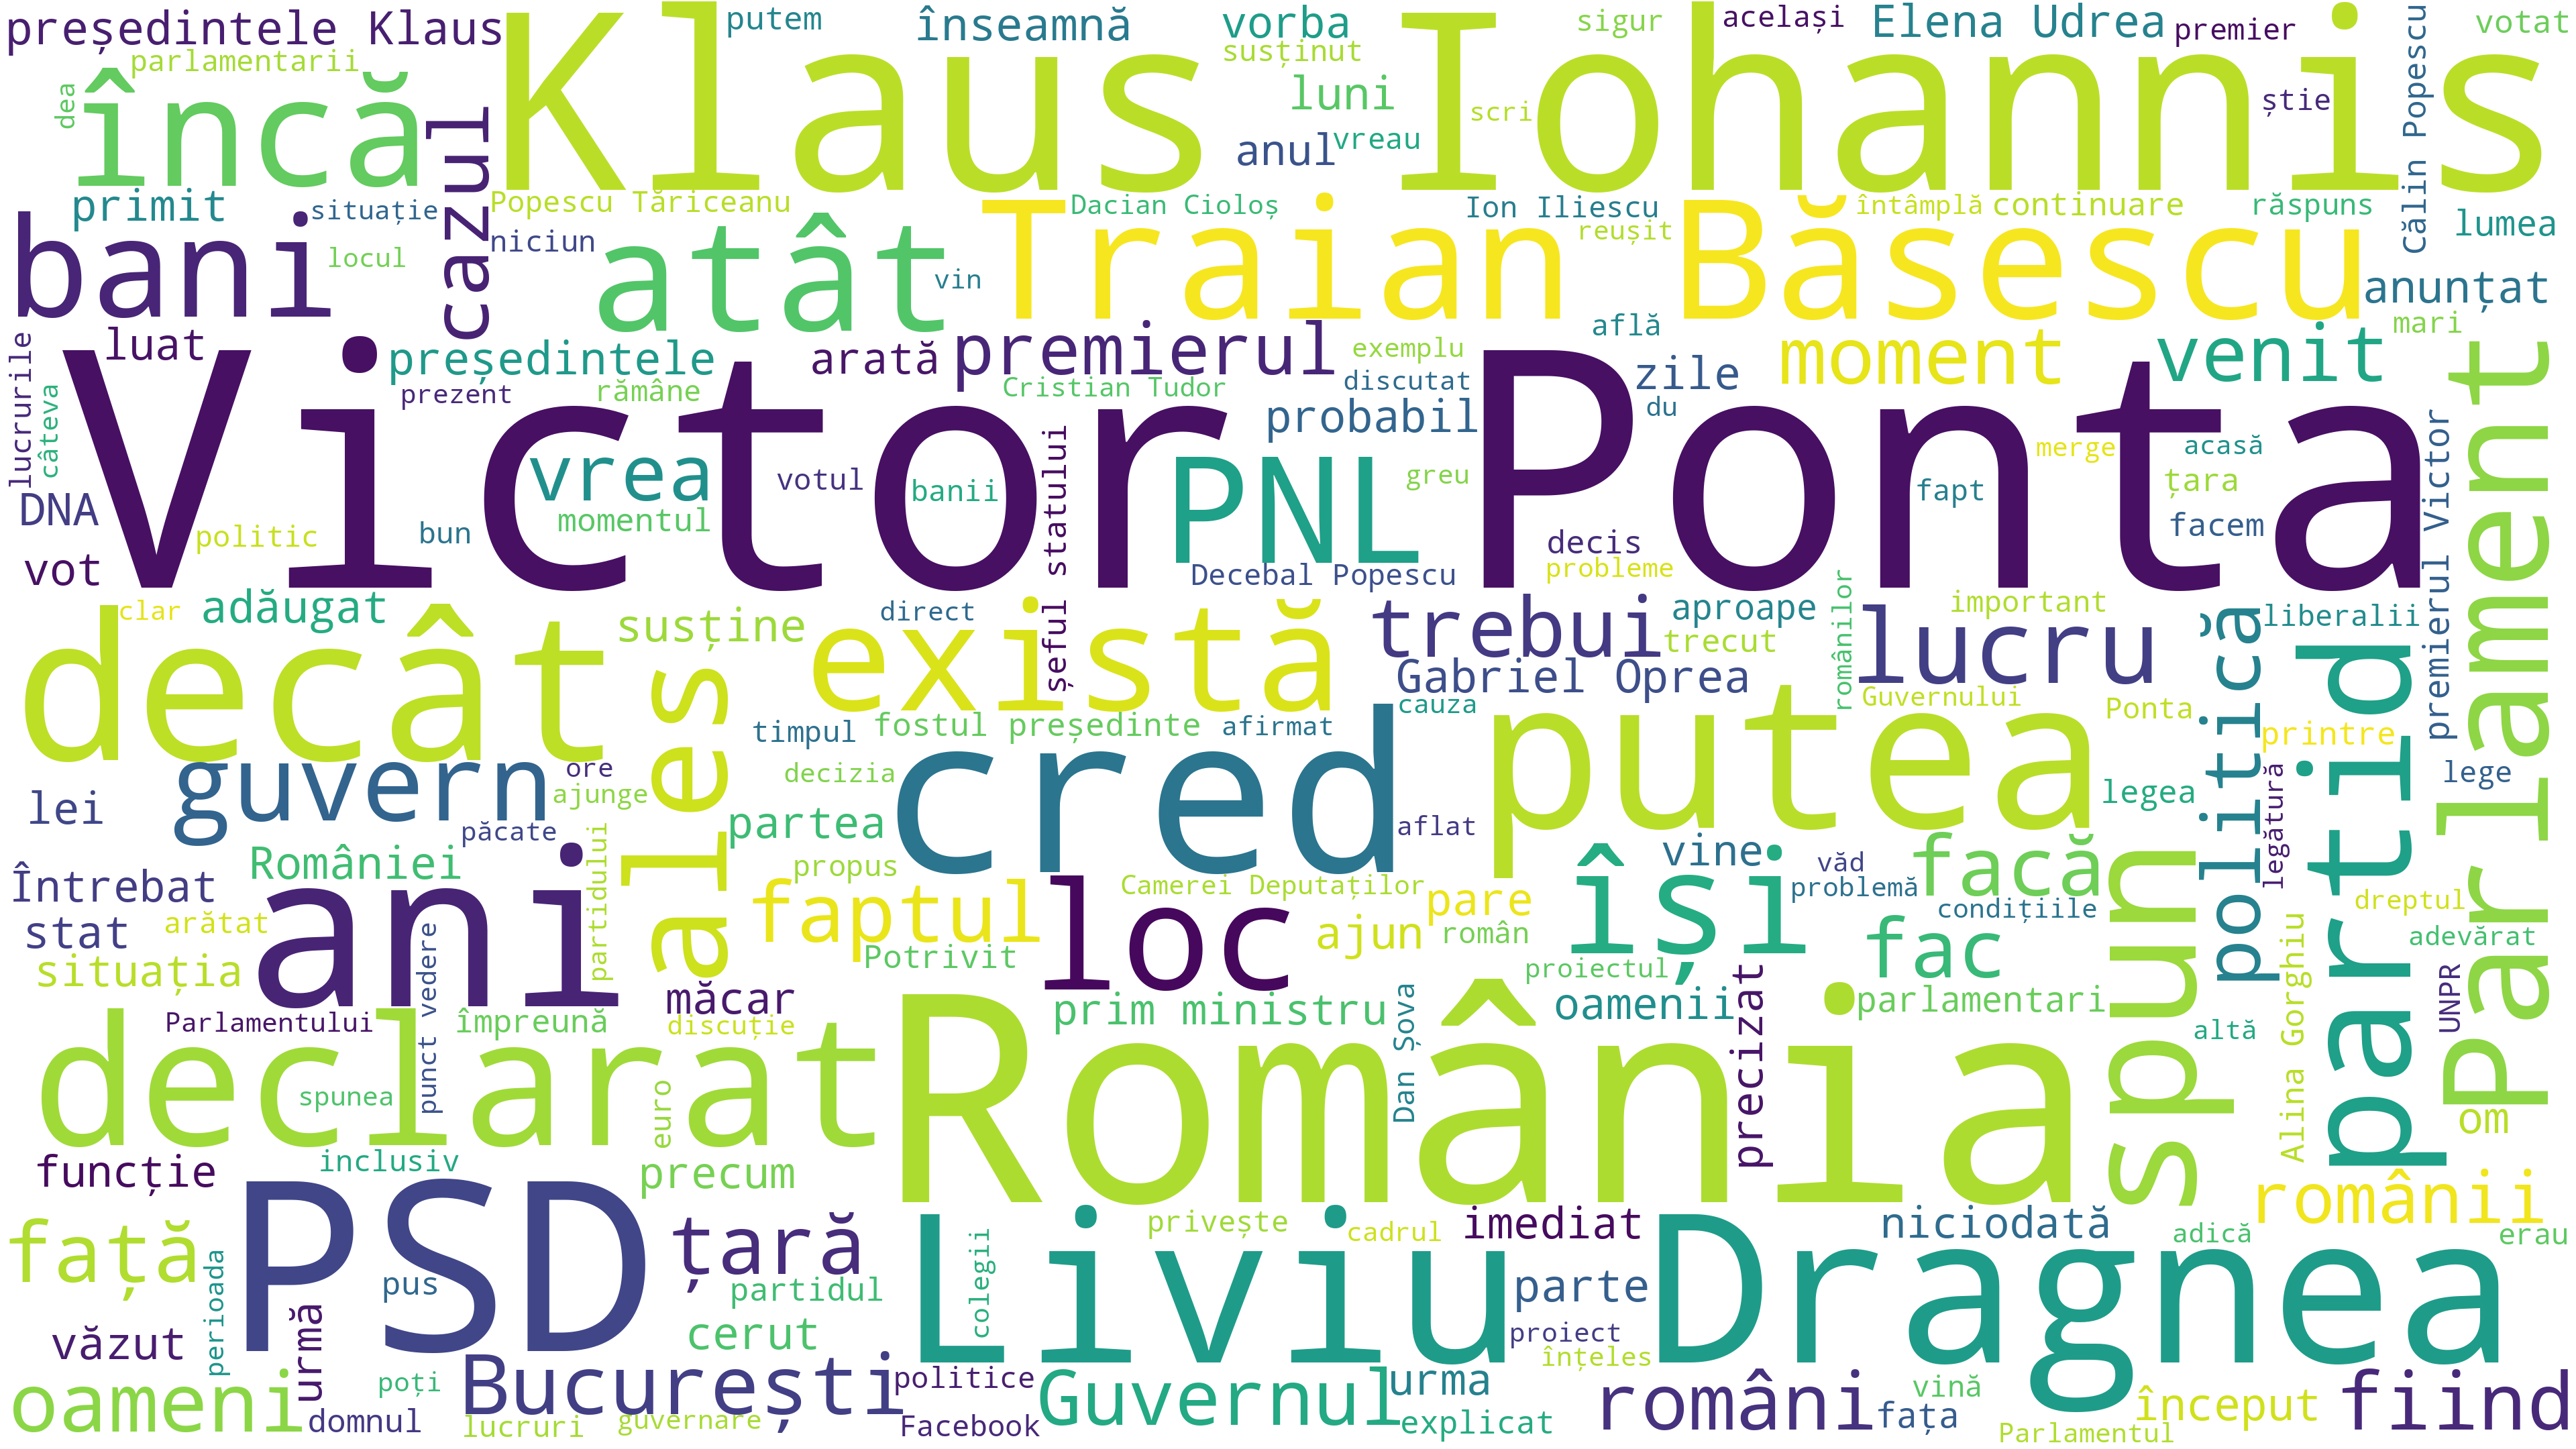 președintele Klaus
putem
înseamnă
vorba
sigur
același
Elena Udrea
premier
votat
Klaus Iohannis
parlamentarii
susținut
dea
încă
luni
scri
știe
Călin Popescu
cazul
anul
vreau
primit
situație
Popescu Tăriceanu
Dacian Cioloș
Ion Iliescu
întâmplă
continuare
răspuns
lumea
bani
niciun
atât
Traian Băsescu
reușit
locul
vin
anunțat
luat
președintele
arată
premierul
află
exemplu
moment
venit
mari
lucrurile
câteva
prezent
rămâne
Cristian Tudor
discutat
zile
du
probabil
Victor Ponta
Parlament
premierul Victor
merge
acasă
DNA
vrea
votul
banii
PNL
greu
fapt
țara
politic
bun
momentul
șeful statului
decis
facem
vot
Decebal Popescu
probleme
clar
adăugat
direct
aproape
românilor
important
liberalii
decât
susține
există
trebui
trecut
lucru
politică
partid
Gabriel Oprea
Guvernului
Ponta
ales
timpul
fostul președinte
afirmat
cauza
putea
printre
guvern
ore
decizia
cred
lege
legătură
lei
ajunge
partea
legea
păcate
aflat
României
partidului
propus
vine
văd
facă
spun
Întrebat
ani
faptul
loc
Camerei Deputaților
pare
își
problemă
condițiile
dreptul
stat
arătat
punct vedere
ajun
român
fac
Alina Gorghiu
adevărat
situația
Potrivit
proiectul
precizat
UNPR
măcar
prim ministru
Dan Șova
oamenii
parlamentari
Parlamentului
împreună
discuție
altă
declarat
România
spunea
euro
om
funcție
inclusiv
precum
românii
față
PSD
țară
Liviu Dragnea
privește
cadrul
imediat
niciodată
adică
erau
perioada
urmă
pus
partidul
colegii
parte
văzut
cerut
proiect
înțeles
oameni
poți
București
politice
Guvernul
urma
români
vină
început
fiind
domnul
lucruri
guvernare
Facebook
explicat
fața
Parlamentul